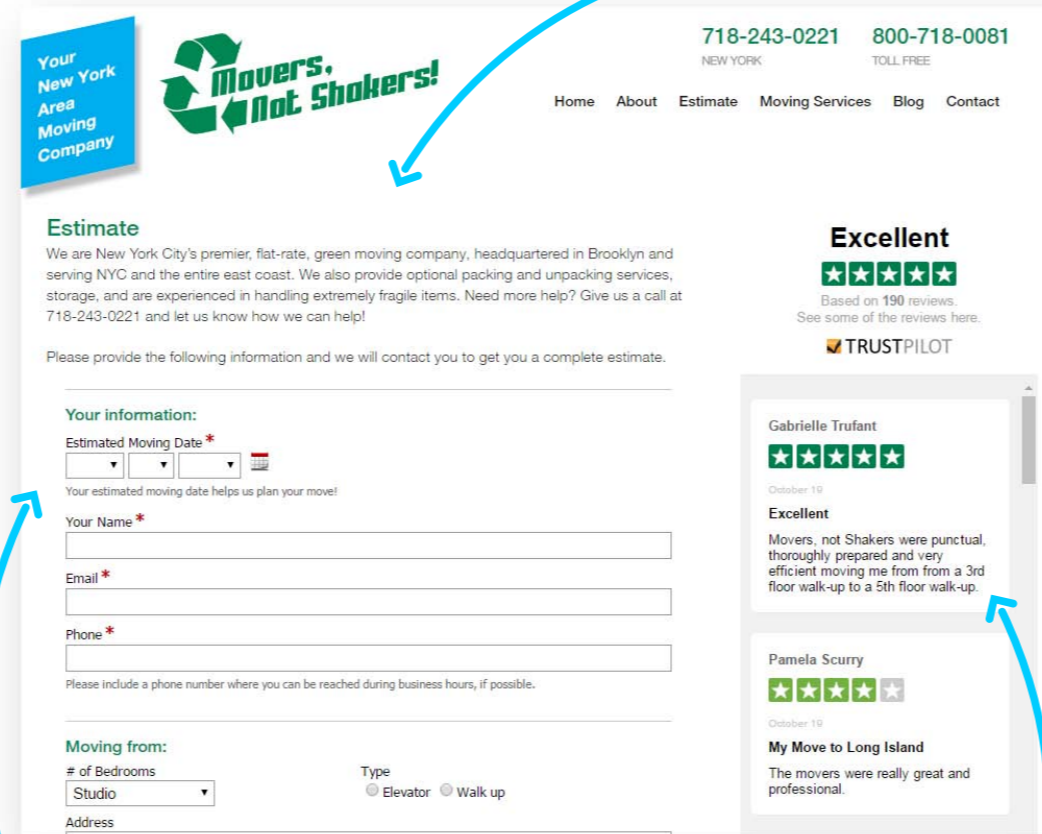 Your
New York
Area
Moving
Company
Movers,
Not Shakers!
718-243-0221
NEW YORK
800-718-0081
TOLL FREE
Home About Estimate Moving Services Blog Contact
Estimate
We are New York City's premier, flat-rate, green moving company, headquartered in Brooklyn and
serving NYC and the entire east coast. We also provide optional packing and unpacking services,
storage, and are experienced in handling extremely fragile items. Need more help? Give us a call at
718-243-0221 and let us know how we can help!
Please provide the following information and we will contact you to get you a complete estimate.
Your information:
Estimated Moving Date *
Your estimated moving date helps us plan your move!
Your Name *
Email *
Phone *
Please include a phone number where you can be reached during business hours, if possible.
Moving from:
# of Bedrooms
Studio
Type
Elevator Walk up
Address
Excellent
Based on 190 reviews.
See some of the reviews here.
TRUSTPILOT
Gabrielle Trufant
October 19
Excellent
Movers, not Shakers were punctual,
thoroughly prepared and very
efficient moving me from from a 3rd
floor walk-up to a 5th floor walk-up.
Pamela Scurry
October 19
My Move to Long Island
The movers were really great and
professional.